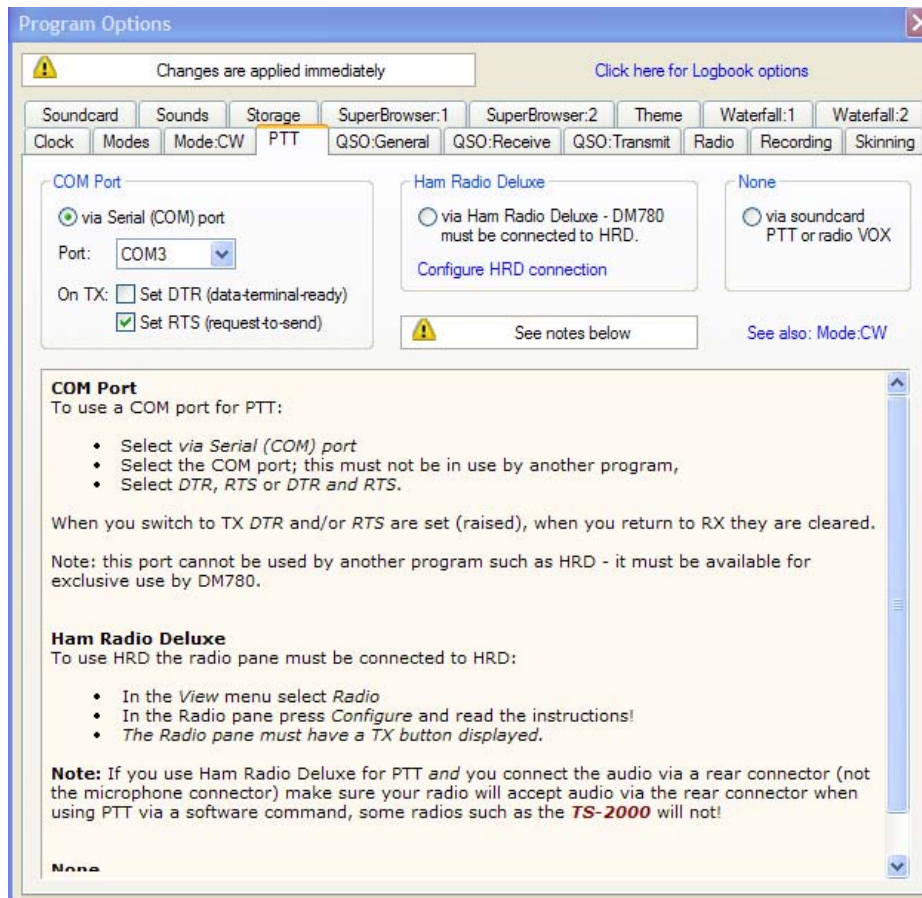 Program Options
Changes are applied immediately
Click here for Logbook options
Soundcard Sounds Storage SuperBrowser:1 SuperBrowser:2 Theme Waterfall:1 Waterfall:2
Clock Modes Mode:CW PTT QSO:General QSO:Receive QSO:Transmit Radio Recording Skinning
COM Port
via Serial (COM) port
Port: COM3
On TX: Set DTR (data-terminal-ready)
Set RTS (request-to-send)
Ham Radio Deluxe
via Ham Radio Deluxe - DM780
must be connected to HRD.
Configure HRD connection
None
via soundcard
PTT or radio VOX
See notes below
See also: Mode:CW
COM Port
To use a COM port for PTT:
• Select via Serial (COM) port
• Select the COM port; this must not be in use by another program,
• Select DTR, RTS or DTR and RTS.
When you switch to TX DTR and/or RTS are set (raised), when you return to RX they are cleared.
Note: this port cannot be used by another program such as HRD - it must be available for
exclusive use by DM780.
Ham Radio Deluxe
To use HRD the radio pane must be connected to HRD:
• In the View menu select Radio
• In the Radio pane press Configure and read the instructions!
• The Radio pane must have a TX button displayed.
Note: If you use Ham Radio Deluxe for PTT and you connect the audio via a rear connector (not
the microphone connector) make sure your radio will accept audio via the rear connector when
using PTT via a software command, some radios such as the TS-2000 will not!
None